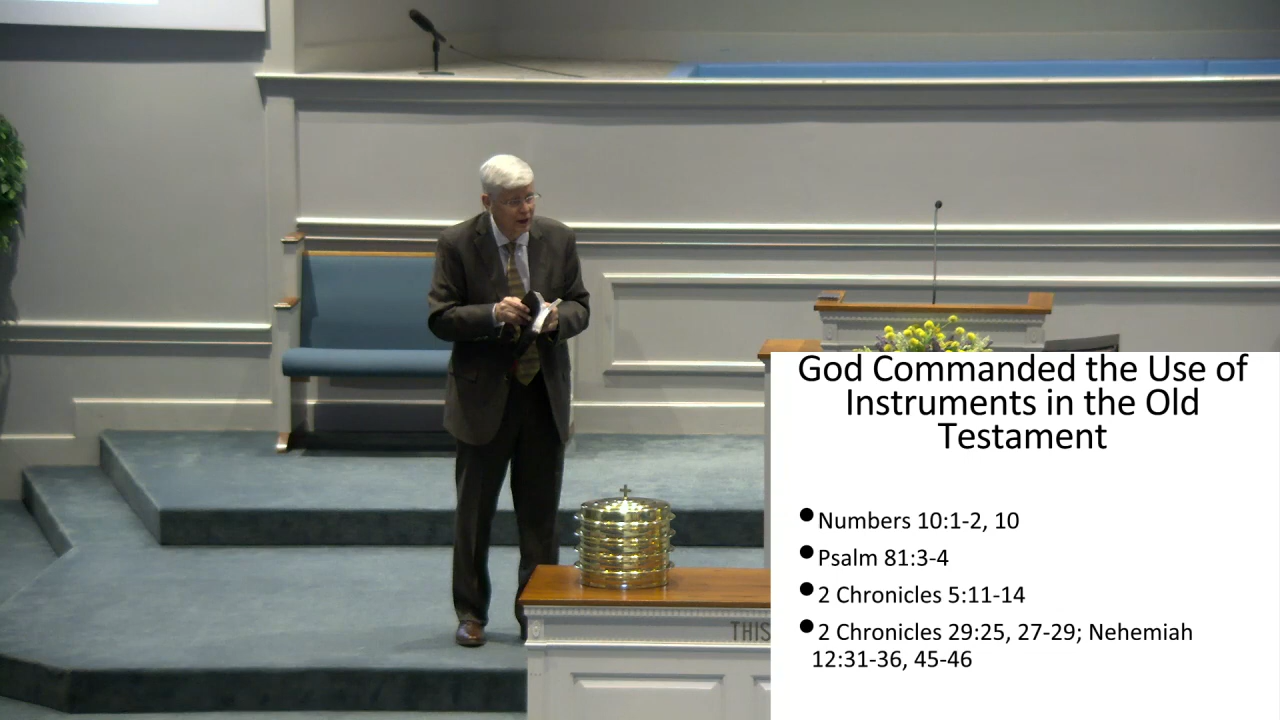 THIS
God Commanded the Use of
Instruments in the Old
Testament
Numbers 10:1-2, 10
Psalm 81:3-4
2 Chronicles 5:11-14
2 Chronicles 29:25, 27-29; Nehemiah
12:31-36, 45-46